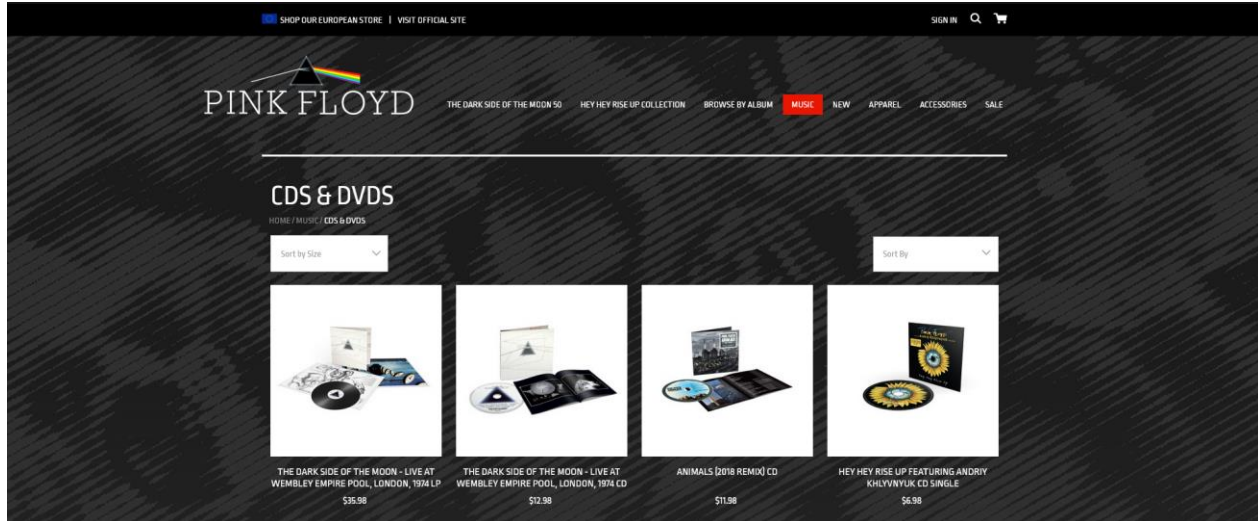 SHOP OUR EUROPEAN STORE | VISIT OFFICIAL SITE
SIGN IN
PINK FLOYD
THE DARK SIDE OF THE MOON 50
HEY HEY RISE UP COLLECTION
BROWSE BY ALBUM
MUSIC
NEW
APPAREL
ACCESSORIES
SALE
CDS & DVDS
HOME / MUSIC / CDS & DVDS
Sort by Size
Sort By
THE DARK SIDE OF THE MOON - LIVE AT
WEMBLEY EMPIRE POOL, LONDON, 1974 LP
$35.98
THE DARK SIDE OF THE MOON - LIVE AT
WEMBLEY EMPIRE POOL, LONDON, 1974 CD
$12.98
ANIMALS (2018 REMIX) CD
$11.98
HEY HEY RISE UP FEATURING ANDRIY
KHLYVNYUK CD SINGLE
$6.98